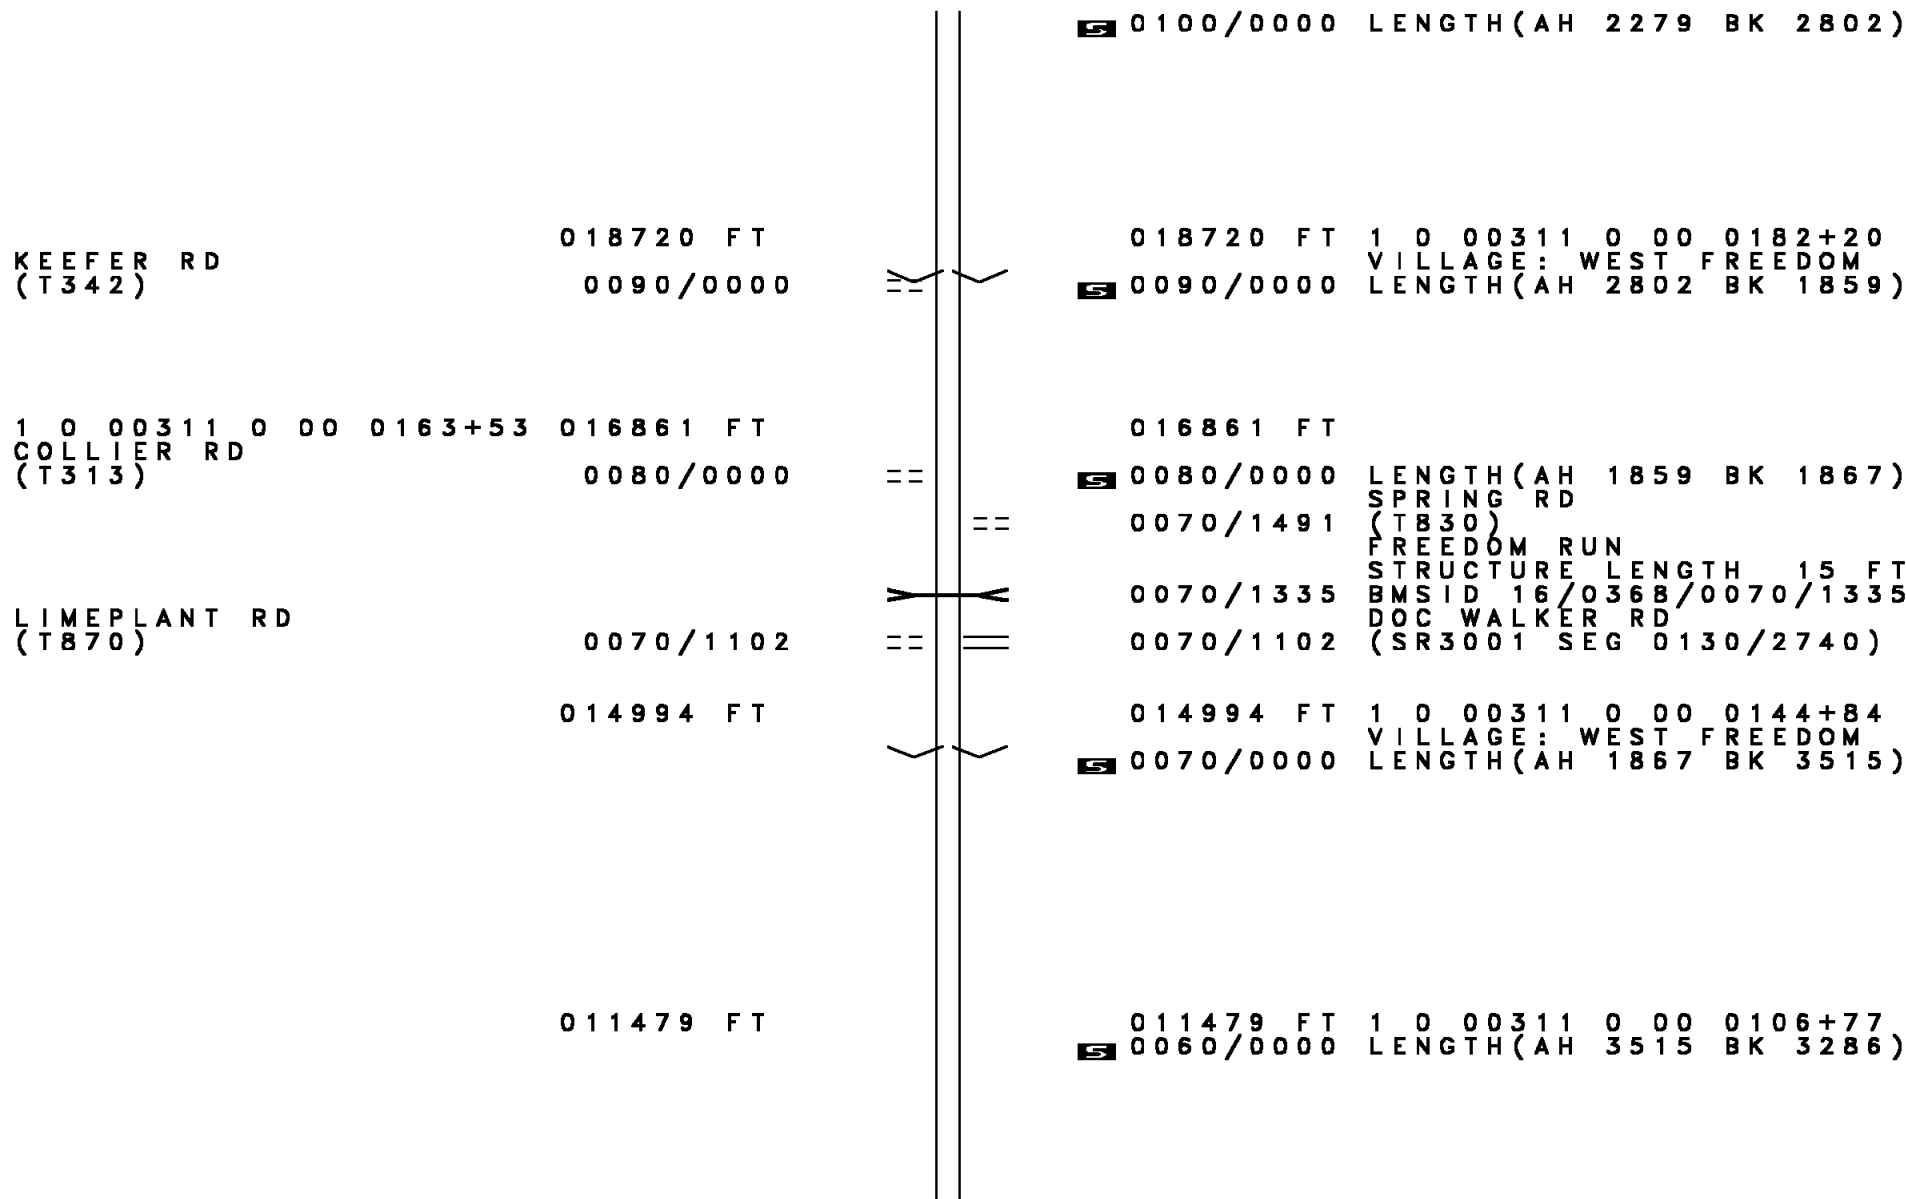 S 0100/0000 LENGTH(AH 2279 BK 2802)
018720 FT 018720 FT 1 0 00311 0 00 0182+20
KEEFER RD VILLAGE: WEST FREEDOM
(T342) 0090/0000 S 0090/0000 LENGTH(AH 2802 BK 1859)
1 0 00311 0 00 0163+53 016861 FT 016861 FT
COLLIER RD
(T313) 0080/0000 S 0080/0000 LENGTH(AH 1859 BK 1867)
SPRING RD
0070/1491 (T830)
FREEDOM RUN
STRUCTURE LENGTH 15 FT
0070/1335 BMSID 16/0368/0070/1335
LIMEPLANT RD DOC WALKER RD
(T870) 0070/1102 0070/1102 (SR3001 SEG 0130/2740)
014994 FT 014994 FT 1 0 00311 0 00 0144+84
VILLAGE: WEST FREEDOM
S 0070/0000 LENGTH(AH 1867 BK 3515)
011479 FT 011479 FT 1 0 00311 0 00 0106+77
S 0060/0000 LENGTH(AH 3515 BK 3286)